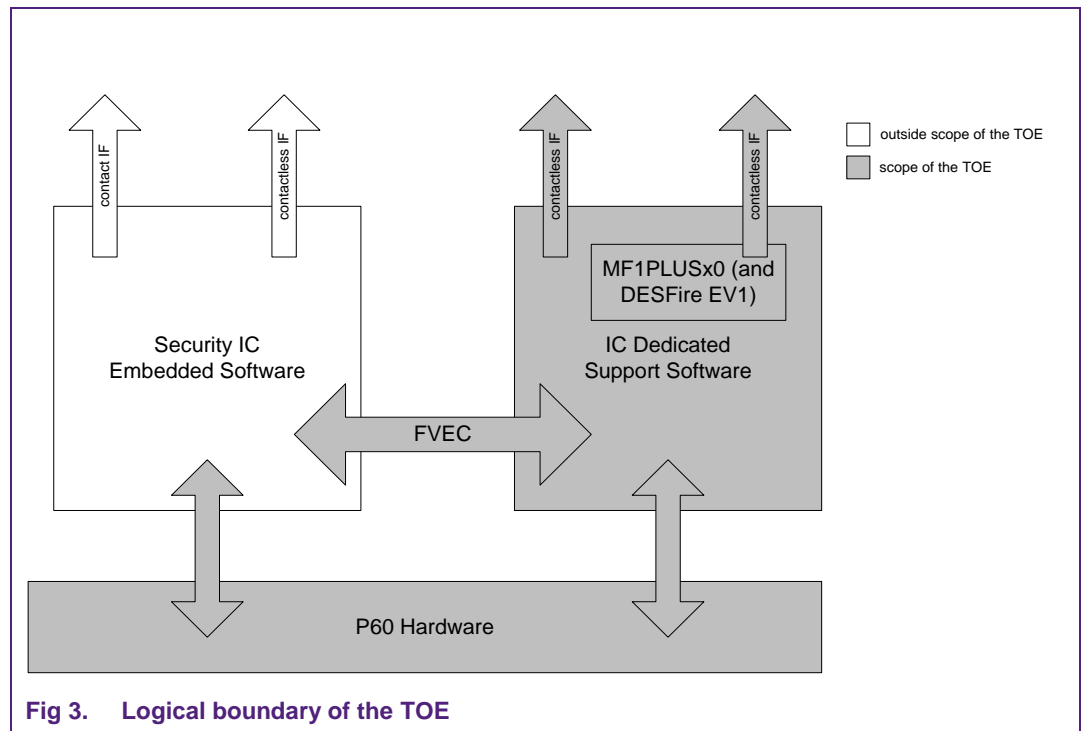 contact IF
contactless IF
contactless IF
contactless IF
outside scope of the TOE
scope of the TOE
MF1PLUSx0 (and
DESFire EV1)
Security IC
Embedded Software
IC Dedicated
Support Software
FVEC
P60 Hardware
Fig 3. Logical boundary of the TOE